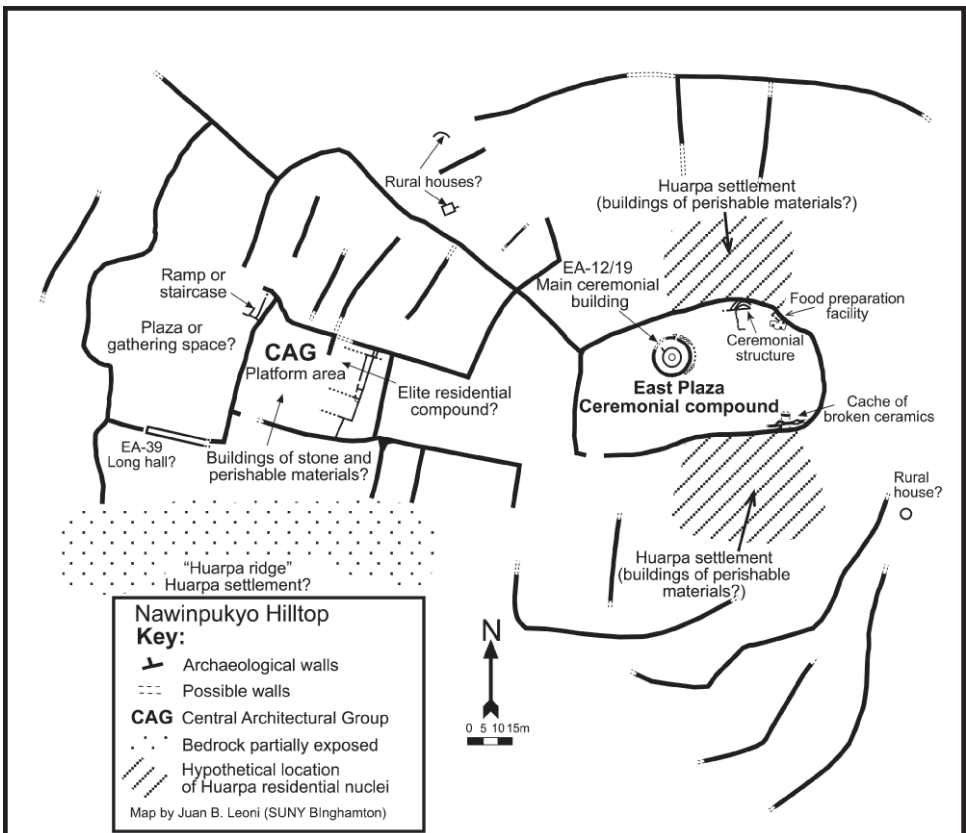 Rural houses?
Huarpa settlement
(buildings of perishable materials?)
EA-12/19
Main ceremonial
building
Ramp or
staircase
Plaza or
gathering space?
Food preparation
facility
Ceremonial
structure
CAG
Platform area
Elite residential
compound?
East Plaza
Ceremonial compound
Cache of
broken ceramics
EA-39
Long hall?
Buildings of stone and
perishable materials?
Rural
house?
"Huarpa ridge"
Huarpa settlement?
Huarpa settlement
(buildings of perishable
materials?)
Nawinpukyo Hilltop
Key:
Archaeological walls
Possible walls
CAG Central Architectural Group
Bedrock partially exposed
Hypothetical location
of Huarpa residential nuclei
Map by Juan B. Leoni (SUNY BInghamton)
N
0 5 10 15m